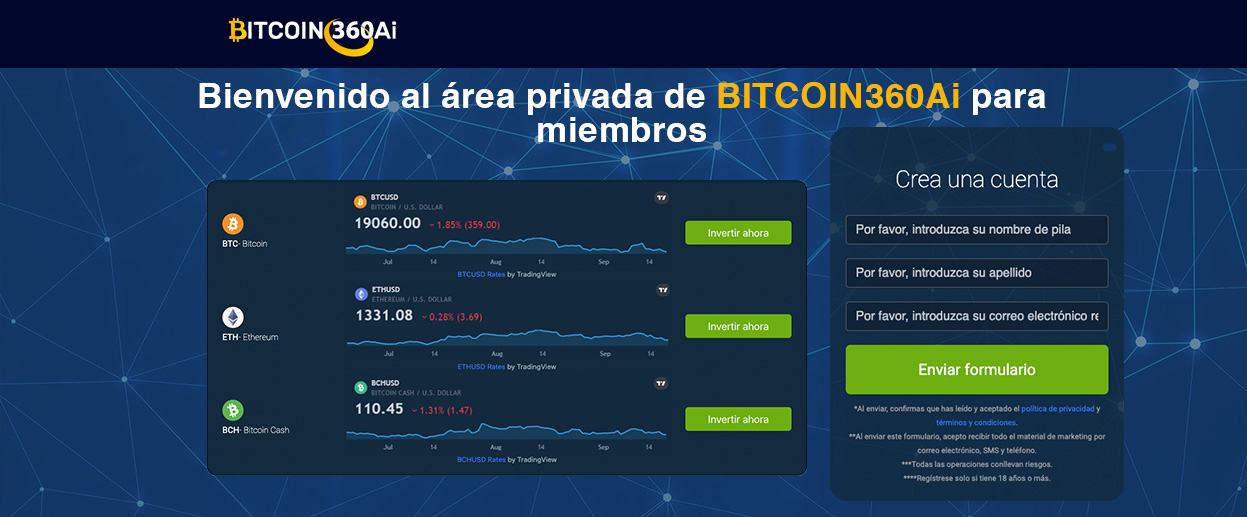 BITCOIN 360Ai
Bienvenido al área privada de BITCOIN360Ai para
miembros
BTC- Bitcoin
BTCUSD
BITCOIN / U.S. DOLLAR
19060.00 − 1.85% (359.00)
Jul 14 Aug 14 Sep 14
BTCUSD Rates by TradingView
Invertir ahora
ETH- Ethereum
ETHUSD
ETHEREUM / U.S. DOLLAR
1331.08 − 0.28% (3.69)
Jul 14 Aug 14 Sep 14
ETHUSD Rates by TradingView
Invertir ahora
BCH- Bitcoin Cash
BCHUSD
BITCOIN CASH / U.S. DOLLAR
110.45 − 1.31% (1.47)
Jul 14 Aug 14 Sep 14
BCHUSD Rates by TradingView
Invertir ahora
Crea una cuenta
Por favor, introduzca su nombre de pila
Por favor, introduzca su apellido
Por favor, introduzca su correo electrónico re
Enviar formulario
*Al enviar, confirmas que has leído y aceptado el política de privacidad y
términos y condiciones.
**Al enviar este formulario, acepto recibir todo el material de marketing por
correo electrónico, SMS y teléfono.
***Todas las operaciones conllevan riesgos.
****Regístrese solo si tiene 18 años o más.